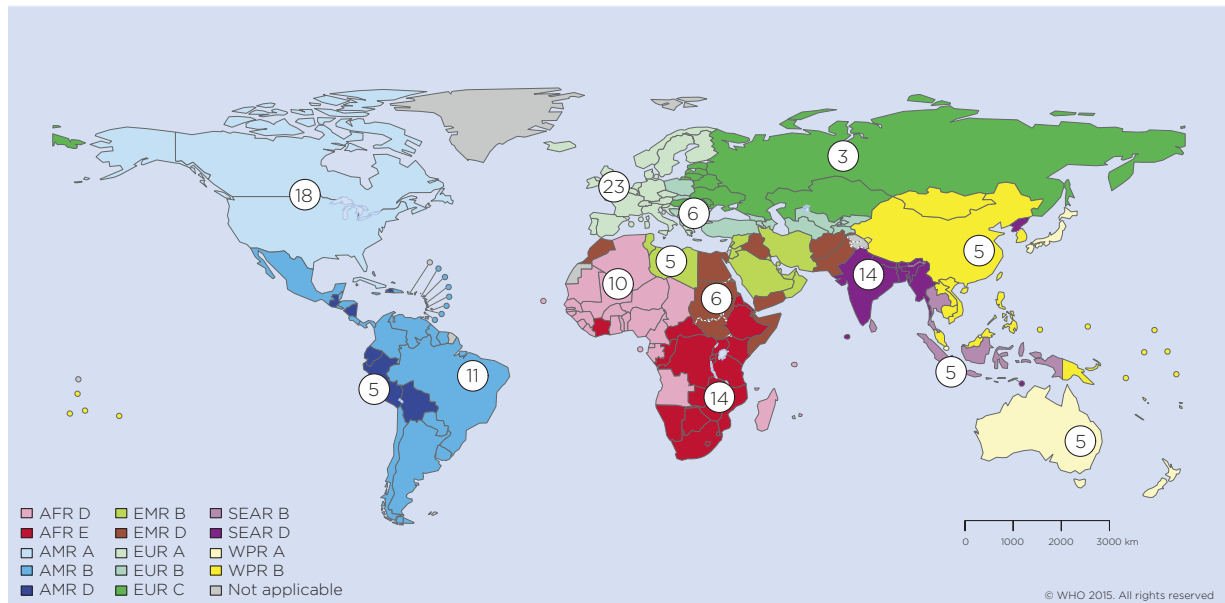 3
23
18
6
5
5
14
10
6
11
5
5
14
5
AFR D
AFR E
AMR A
AMR B
AMR D
EMR B
EMR D
EUR A
EUR B
EUR C
SEAR B
SEAR D
WPR A
WPR B
Not applicable
0 1000 2000 3000 km
© WHO 2015. All rights reserved